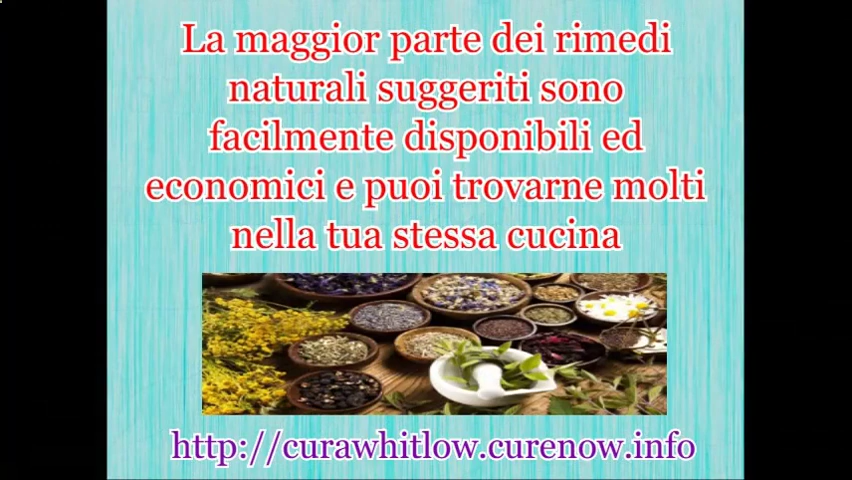 La maggior parte dei rimedi
naturali suggeriti sono
facilmente disponibili ed
economici e puoi trovarne molti
nella tua stessa cucina
http://curawhitlow.curenow.info